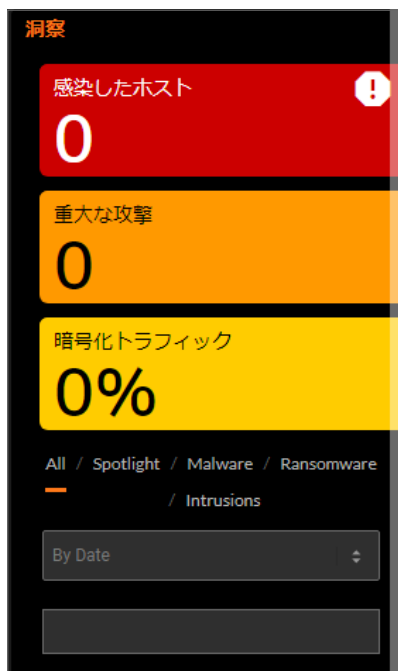 洞察
感染したホスト
0
重大な攻撃
0
暗号化トラフィック
0%
All / Spotlight / Malware / Ransomware
/ Intrusions
By Date